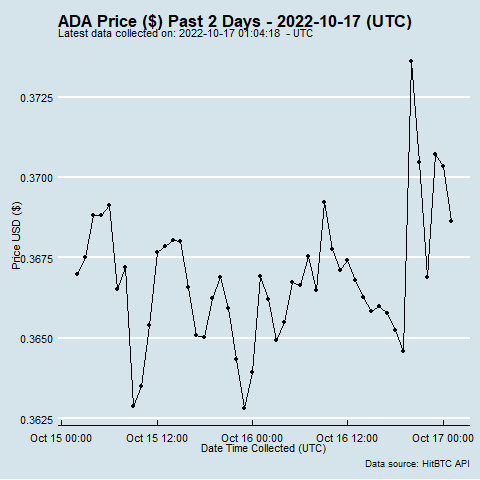 ADA Price ($) Past 2 Days - 2022-10-17 (UTC)
Latest data collected on: 2022-10-17 01:04:18  - UTC
0.3725
0.3700
0.3675
0.3650
0.3625
Price USD ($)
Oct 15 00:00 Oct 15 12:00 Oct 16 00:00 Oct 16 12:00 Oct 17 00:00
Date Time Collected (UTC)
Data source: HitBTC API